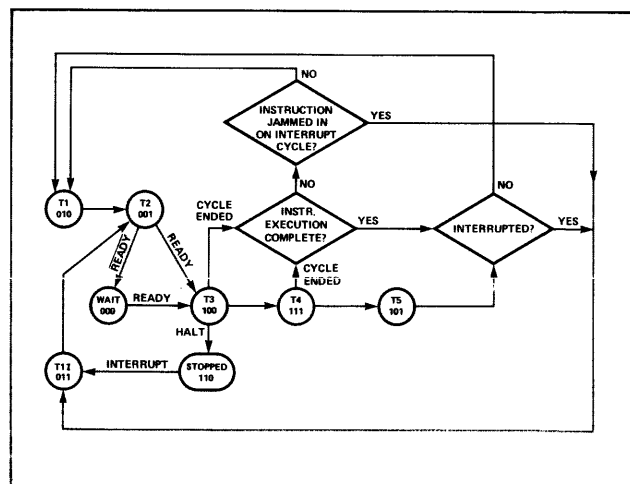 NO
NO
INSTRUCTION
JAMMED IN
ON INTERRUPT
CYCLE?
YES
T1
010
T2
001
CYCLE
ENDED
NO
INSTR.
EXECUTION
COMPLETE?
YES
NO
INTERRUPTED?
YES
READY
READY
CYCLE
ENDED
WAIT
000
READY
T3
100
T4
111
T5
101
HALT
T1I
011
INTERRUPT
STOPPED
110